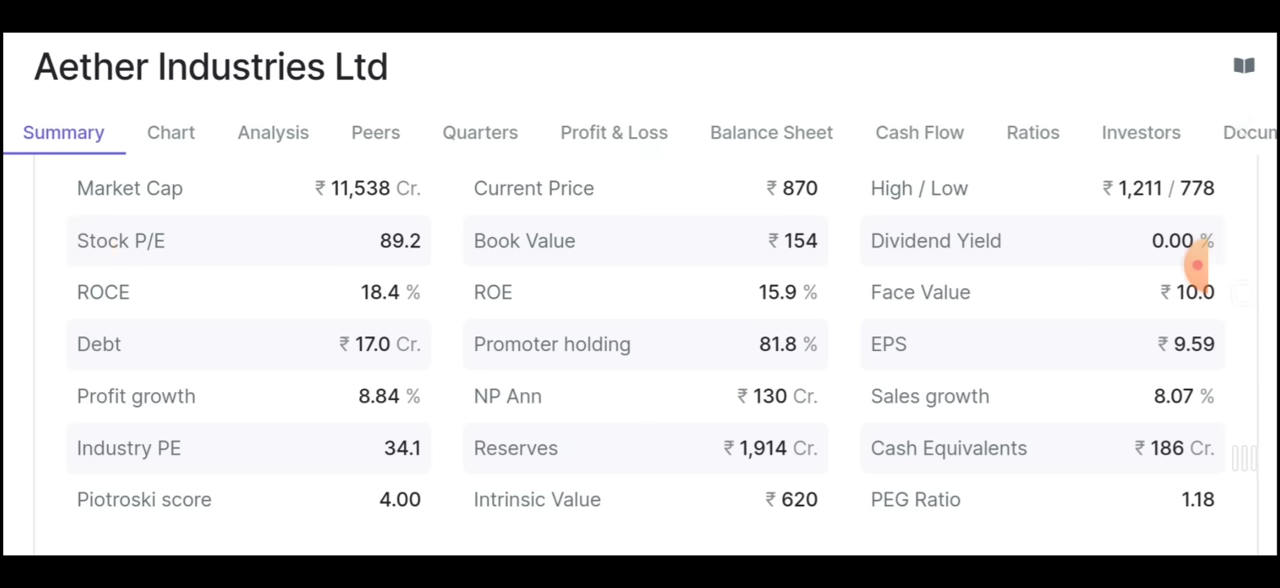 Aether Industries Ltd
Summary Chart Analysis Peers Quarters Profit & Loss Balance Sheet Cash Flow Ratios Investors Docum
Market Cap ₹ 11,538 Cr. Current Price ₹ 870 High / Low ₹ 1,211 / 778
Stock P/E 89.2 Book Value ₹ 154 Dividend Yield 0.00 %
ROCE 18.4 % ROE 15.9 % Face Value ₹ 10.0
Debt ₹ 17.0 Cr. Promoter holding 81.8 % EPS ₹ 9.59
Profit growth 8.84 % NP Ann ₹ 130 Cr. Sales growth 8.07 %
Industry PE 34.1 Reserves ₹ 1,914 Cr. Cash Equivalents ₹ 186 Cr.
Piotroski score 4.00 Intrinsic Value ₹ 620 PEG Ratio 1.18